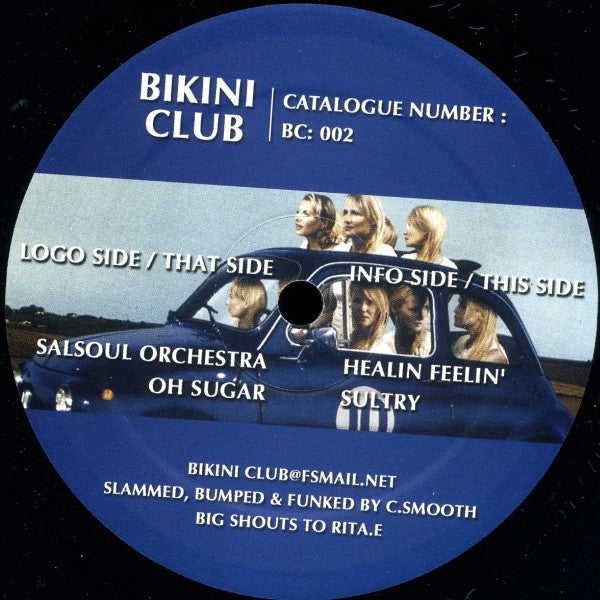 BIKINI CLUB
CATALOGUE NUMBER :
BC: 002
LOGO SIDE / THAT SIDE
SALSOUL ORCHESTRA
OH SUGAR
INFO SIDE / THIS SIDE
HEALIN FEELIN'
SULTRY
BIKINI CLUB@FSMAIL.NET
SLAMMED, BUMPED & FUNKED BY C.SMOOTH
BIG SHOUTS TO RITA.E